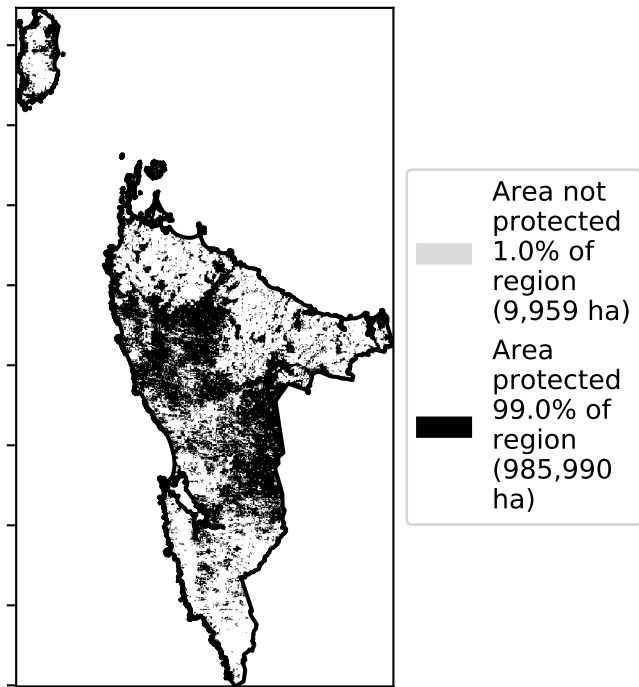 Area not
protected
1.0% of
region
(9,959 ha)
Area
protected
99.0% of
region
(985,990
ha)